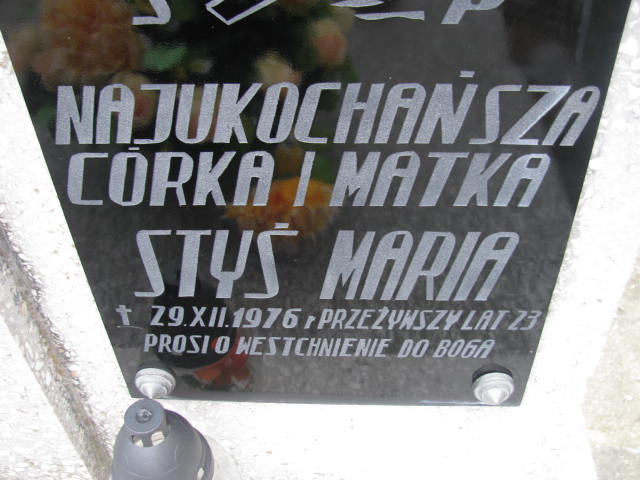 Ś P
NAJUKOCHAŃSZA
CÓRKA I MATKA
STYŚ MARIA
† 29.XII.1976 r PRZEŻYWSZY LAT 23
PROSI O WESTCHNIENIE DO BOGA